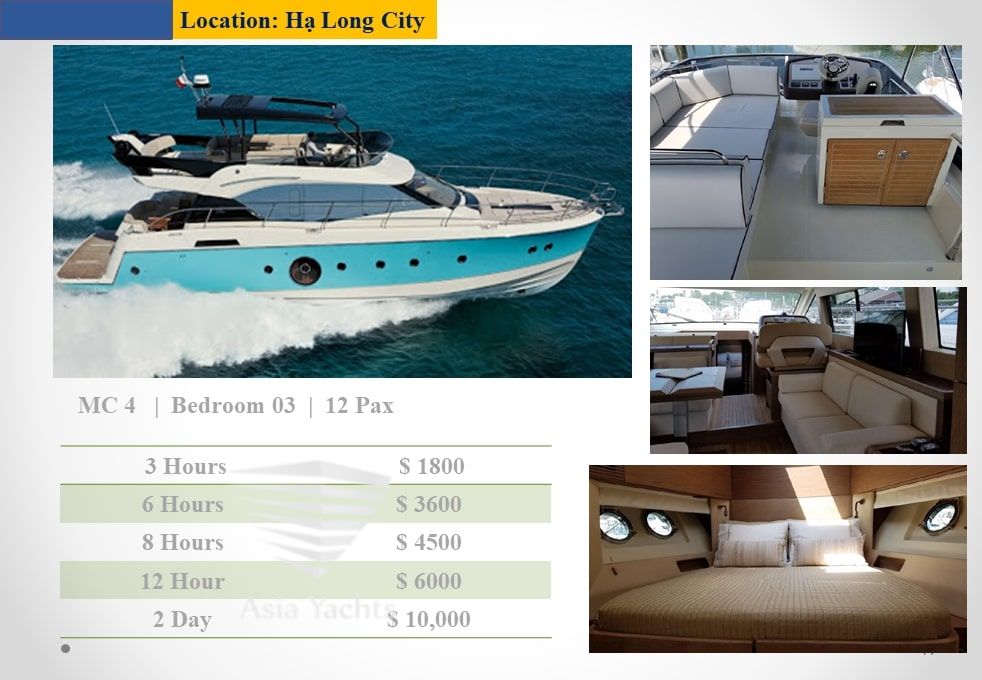 Location: Hạ Long City
MC 4 | Bedroom 03 | 12 Pax
3 Hours $ 1800
6 Hours $ 3600
8 Hours $ 4500
12 Hour $ 6000
2 Day $ 10,000
Asia Yachts